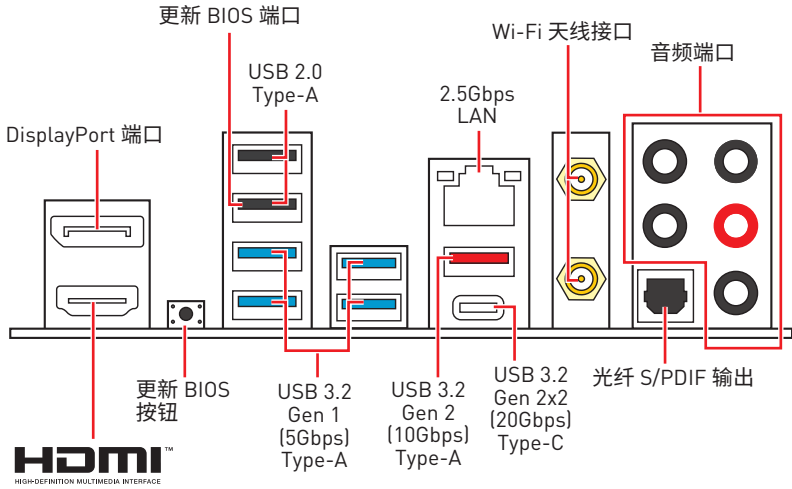 更新 BIOS 端口
Wi-Fi 天线接口
音频端口
USB 2.0
Type-A
2.5Gbps
LAN
DisplayPort 端口
更新 BIOS
按钮
USB 3.2
Gen 1
(5Gbps)
Type-A
USB 3.2
Gen 2
(10Gbps)
Type-A
USB 3.2
Gen 2x2
(20Gbps)
Type-C
光纤 S/PDIF 输出
HDMI™
HIGH-DEFINITION MULTIMEDIA INTERFACE